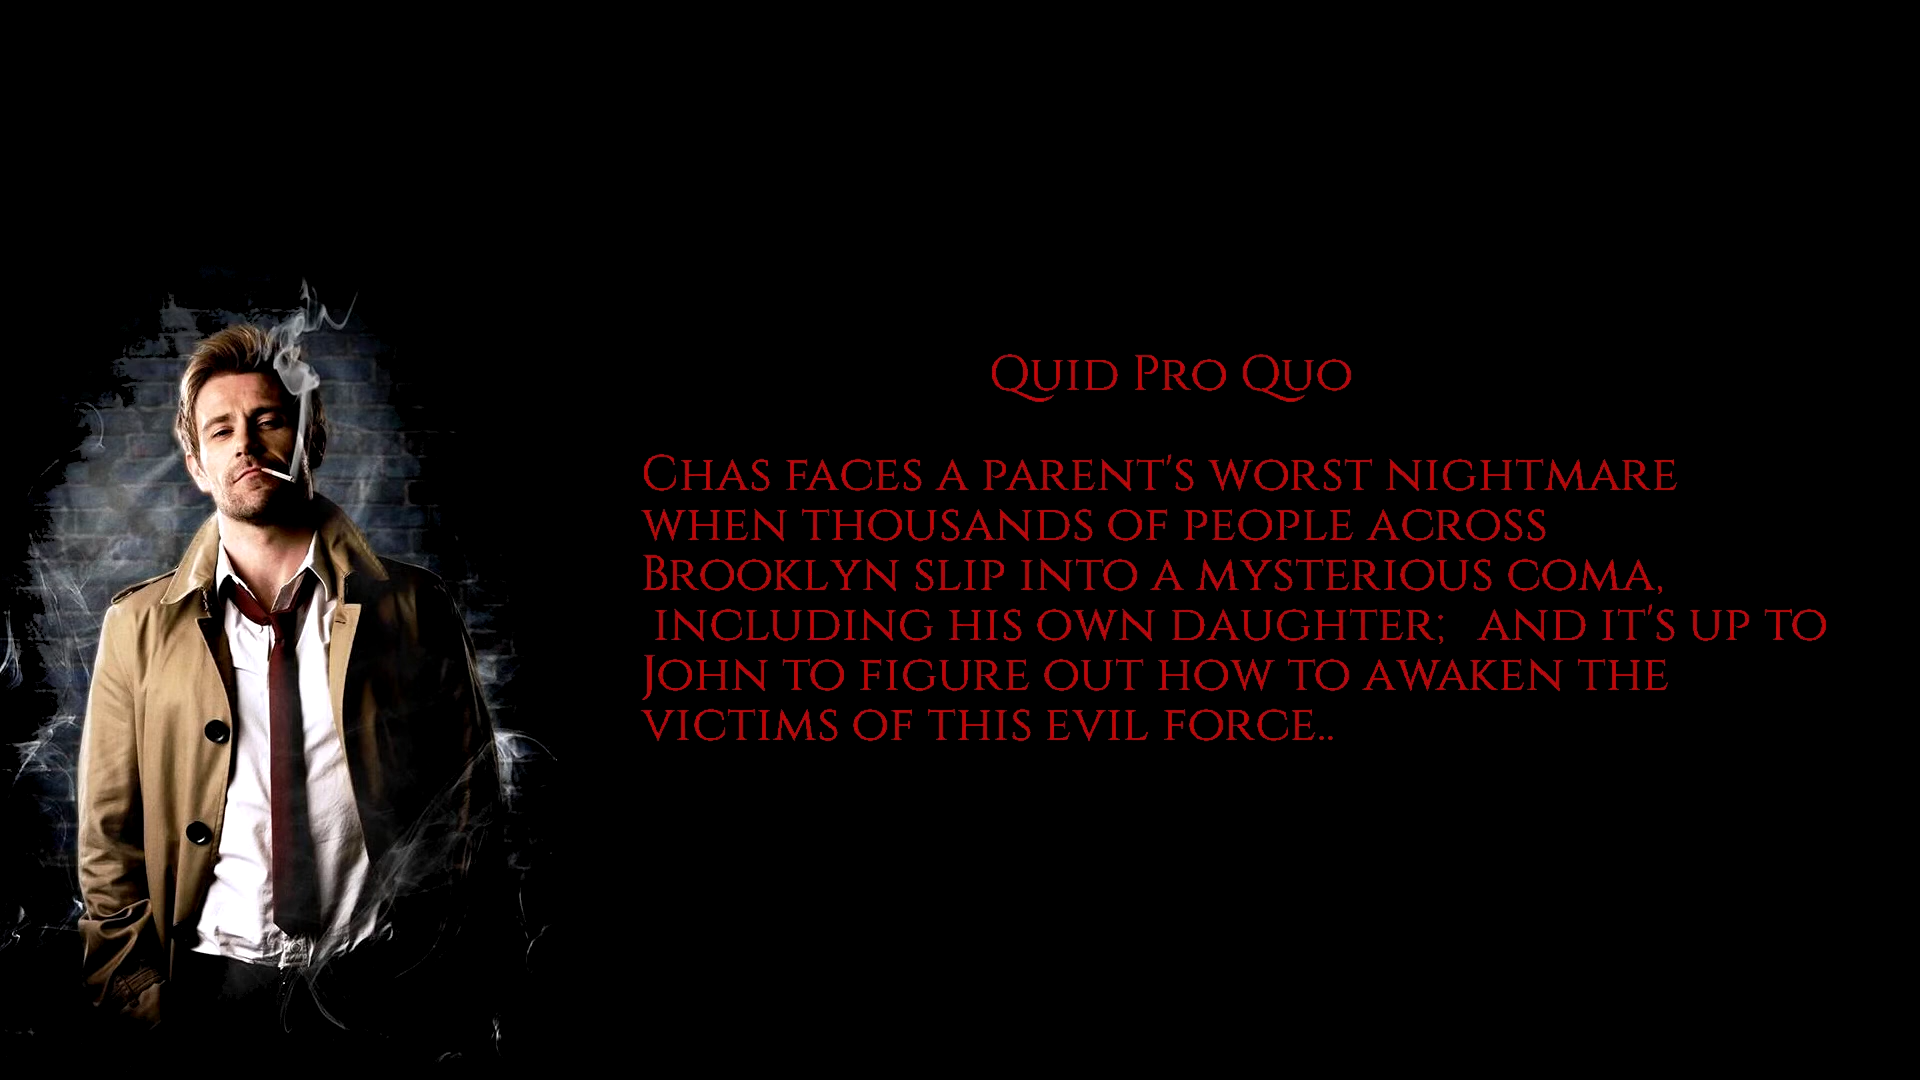 Quid Pro Quo
Chas faces a parent's worst nightmare
when thousands of people across
Brooklyn slip into a mysterious coma,
including his own daughter; and it's up to
John to figure out how to awaken the
victims of this evil force..